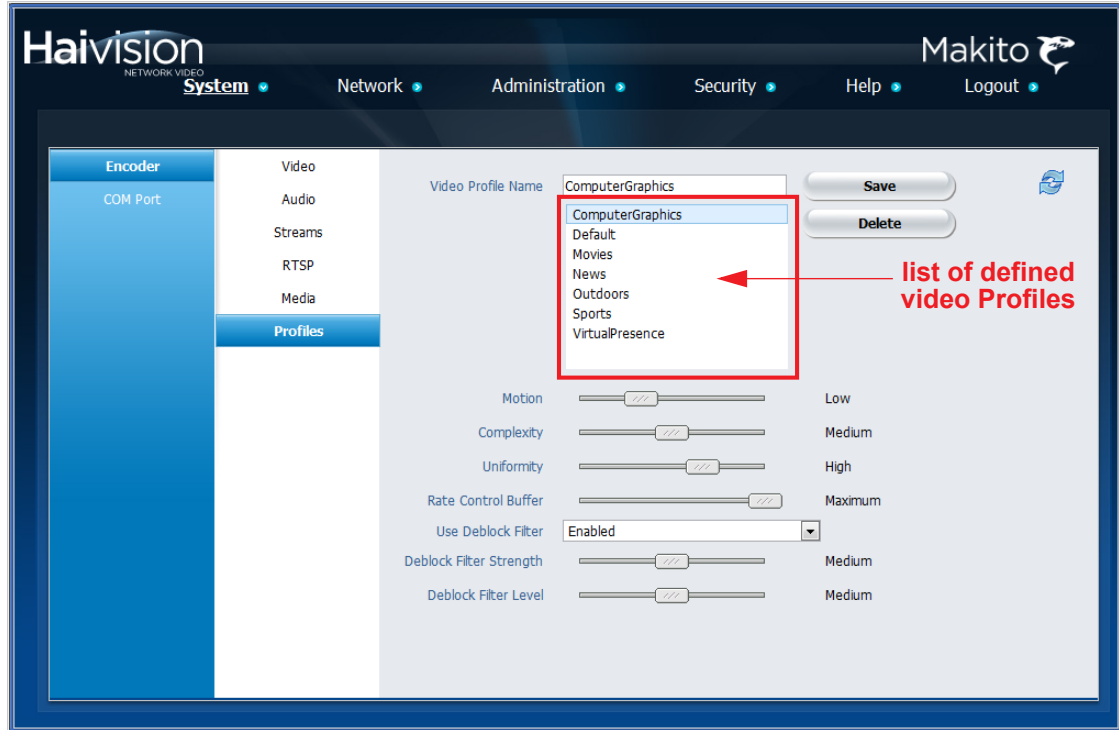 Haivision
NETWORK VIDEO
Makito
System
Network
Administration
Security
Help
Logout
Encoder
COM Port
Video
Audio
Streams
RTSP
Media
Profiles
Video Profile Name
ComputerGraphics
Save
Delete
ComputerGraphics
Default
Movies
News
Outdoors
Sports
VirtualPresence
list of defined
video Profiles
Motion
Low
Complexity
Medium
Uniformity
High
Rate Control Buffer
Maximum
Use Deblock Filter
Enabled
Deblock Filter Strength
Medium
Deblock Filter Level
Medium